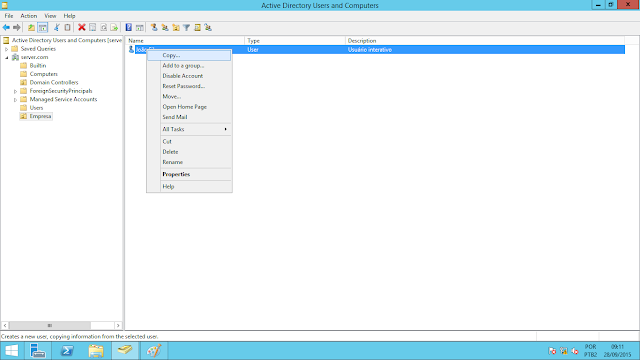 Active Directory Users and Computers
File Action View Help
Active Directory Users and Computers [serve
Saved Queries
server.com
Builtin
Computers
Domain Controllers
ForeignSecurityPrincipals
Managed Service Accounts
Users
Empresa
Name Type Description
User Usuário interativo
Copy...
Add to a group...
Disable Account
Reset Password...
Move...
Open Home Page
Send Mail
All Tasks
Cut
Delete
Rename
Properties
Help
Creates a new user, copying information from the selected user.
POR 09:11
PTB2 28/09/2015